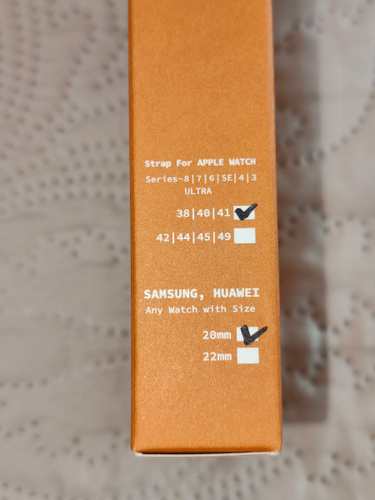 Strap For APPLE WATCH
Series-8|7|6|SE|4|3
ULTRA
38|40|41
42|44|45|49
SAMSUNG, HUAWEI
Any Watch with Size
20mm
22mm